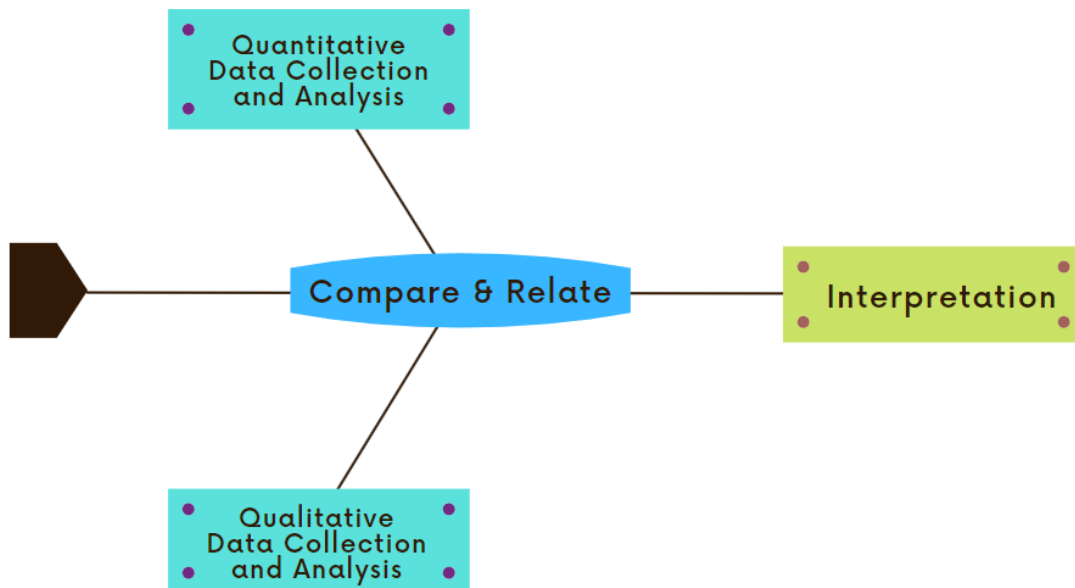 Quantitative
Data Collection
and Analysis
Compare & Relate
Interpretation
Qualitative
Data Collection
and Analysis